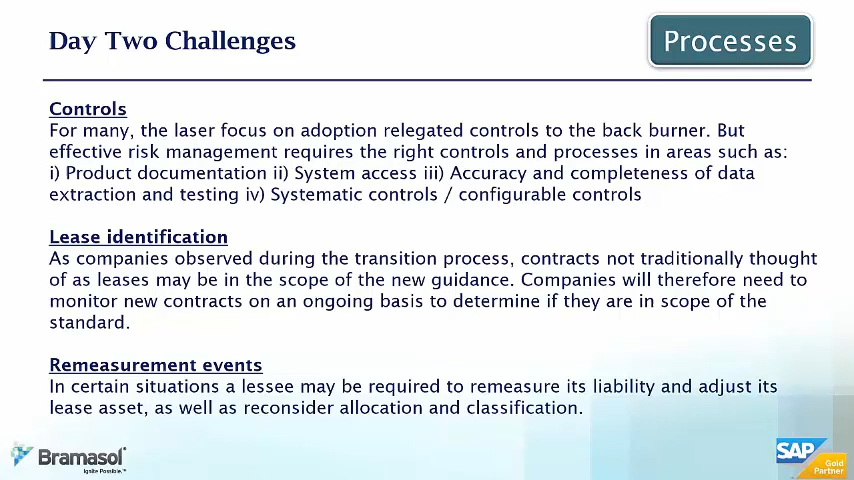 Day Two Challenges
Processes
Controls
For many, the laser focus on adoption relegated controls to the back burner. But
effective risk management requires the right controls and processes in areas such as:
i) Product documentation ii) System access iii) Accuracy and completeness of data
extraction and testing iv) Systematic controls / configurable controls
Lease identification
As companies observed during the transition process, contracts not traditionally thought
of as leases may be in the scope of the new guidance. Companies will therefore need to
monitor new contracts on an ongoing basis to determine if they are in scope of the
standard.
Remeasurement events
In certain situations a lessee may be required to remeasure its liability and adjust its
lease asset, as well as reconsider allocation and classification.
Bramasol
Ignite Possible.™
SAP
Gold
Partner